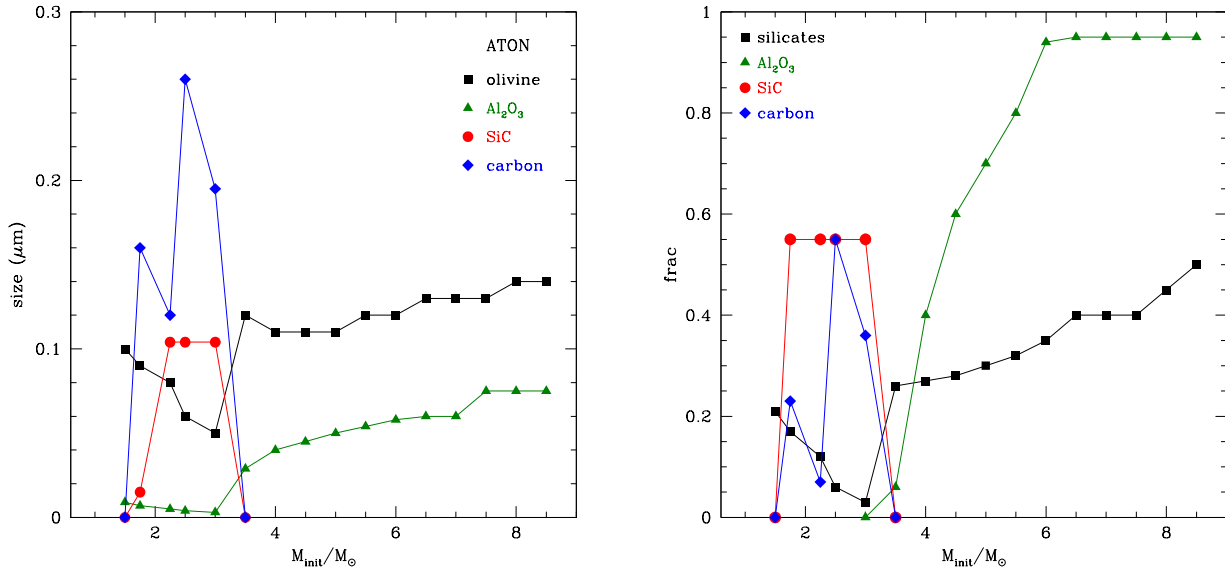 0.3
0.2
0.1
0
size (μm)
2
4
6
8
M_init/M_⊙
ATON
olivine
Al₂O₃
SiC
carbon
1
0.8
0.6
0.4
0.2
0
frac
2
4
6
8
M_init/M_⊙
silicates
Al₂O₃
SiC
carbon